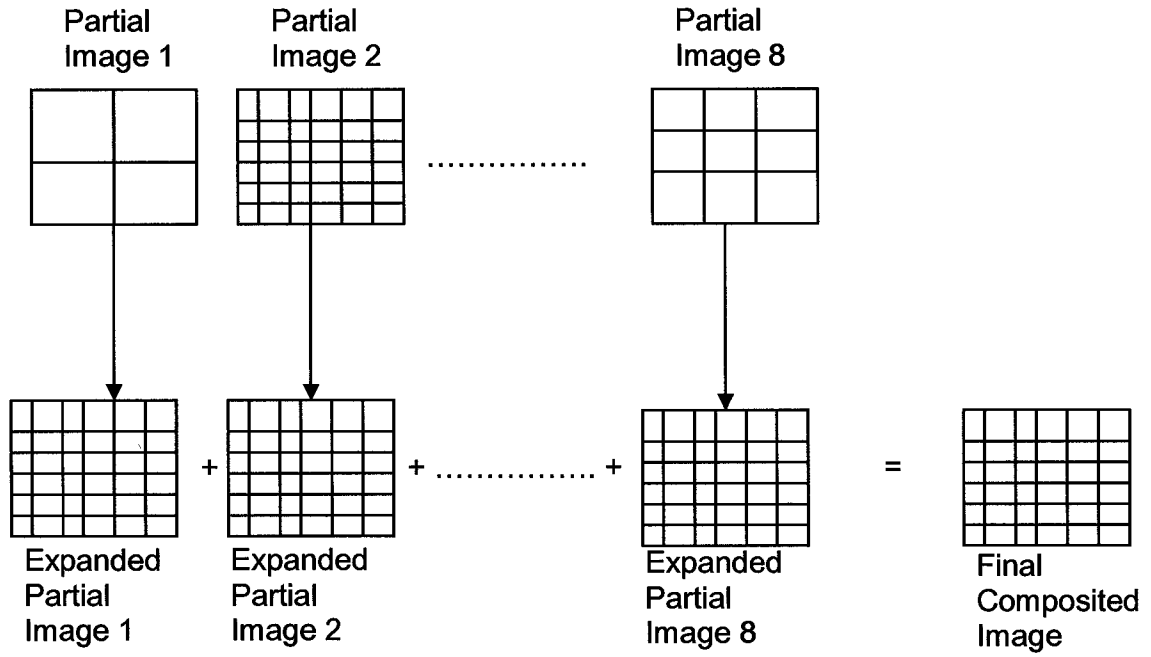 Partial
Image 1
Partial
Image 2
Partial
Image 8
....................
+
+
....................
+
=
Expanded
Partial
Image 1
Expanded
Partial
Image 2
Expanded
Partial
Image 8
Final
Composited
Image